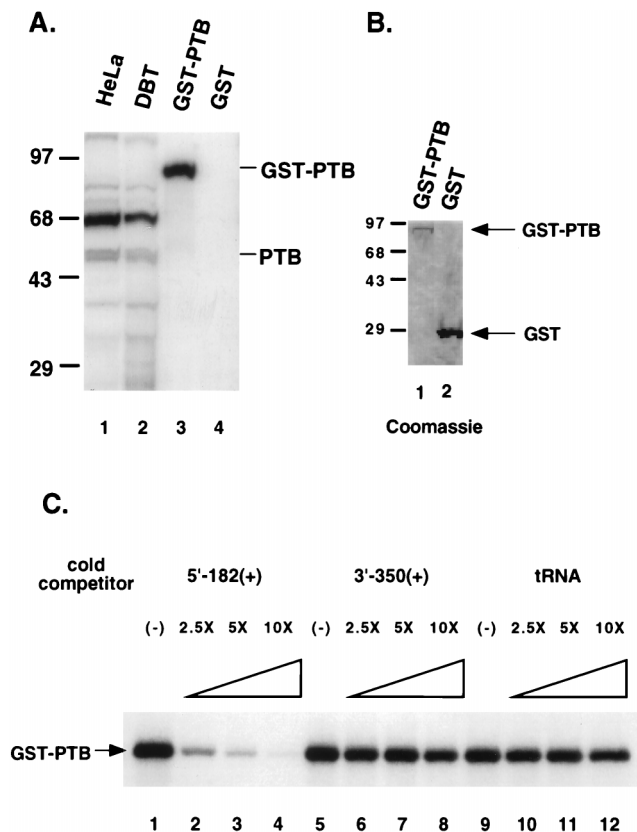 A.
HeLa
DBT
GST-PTB
GST
97
68
43
29
GST-PTB
PTB
1 2 3 4
B.
GST-PTB
GST
97
68
43
29
GST-PTB
GST
1 2
Coomassie
C.
cold
competitor
5'-182(+) 3'-350(+) tRNA
(-) 2.5X 5X 10X (-) 2.5X 5X 10X (-) 2.5X 5X 10X
GST-PTB
1 2 3 4 5 6 7 8 9 10 11 12